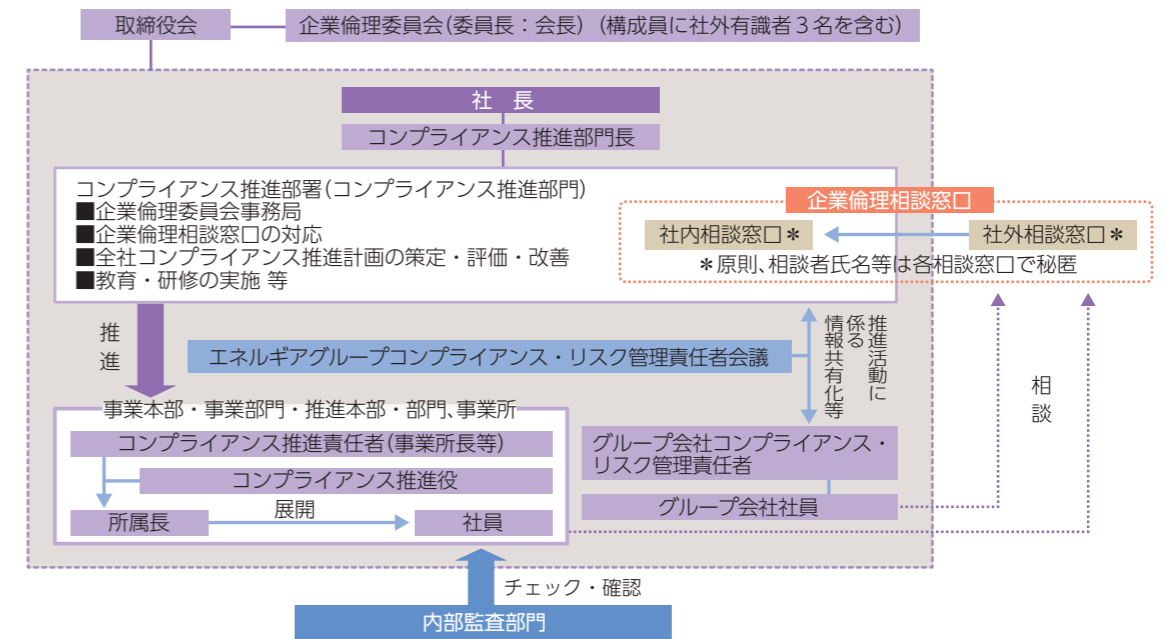 取締役会
企業倫理委員会(委員長：会長)（構成員に社外有識者３名を含む）
社　長
コンプライアンス推進部門長
コンプライアンス推進部署(コンプライアンス推進部門)
■企業倫理委員会事務局
■企業倫理相談窓口の対応
■全社コンプライアンス推進計画の策定・評価・改善
■教育・研修の実施 等
企業倫理相談窓口
社内相談窓口＊
社外相談窓口＊
＊原則、相談者氏名等は各相談窓口で秘匿
推進
エネルギアグループコンプライアンス・リスク管理責任者会議
推進活動に
係る
情報共有化等
相談
事業本部・事業部門・推進本部・部門、事業所
コンプライアンス推進責任者(事業所長等)
コンプライアンス推進役
所属長
展開
社員
グループ会社コンプライアンス・
リスク管理責任者
グループ会社社員
チェック・確認
内部監査部門